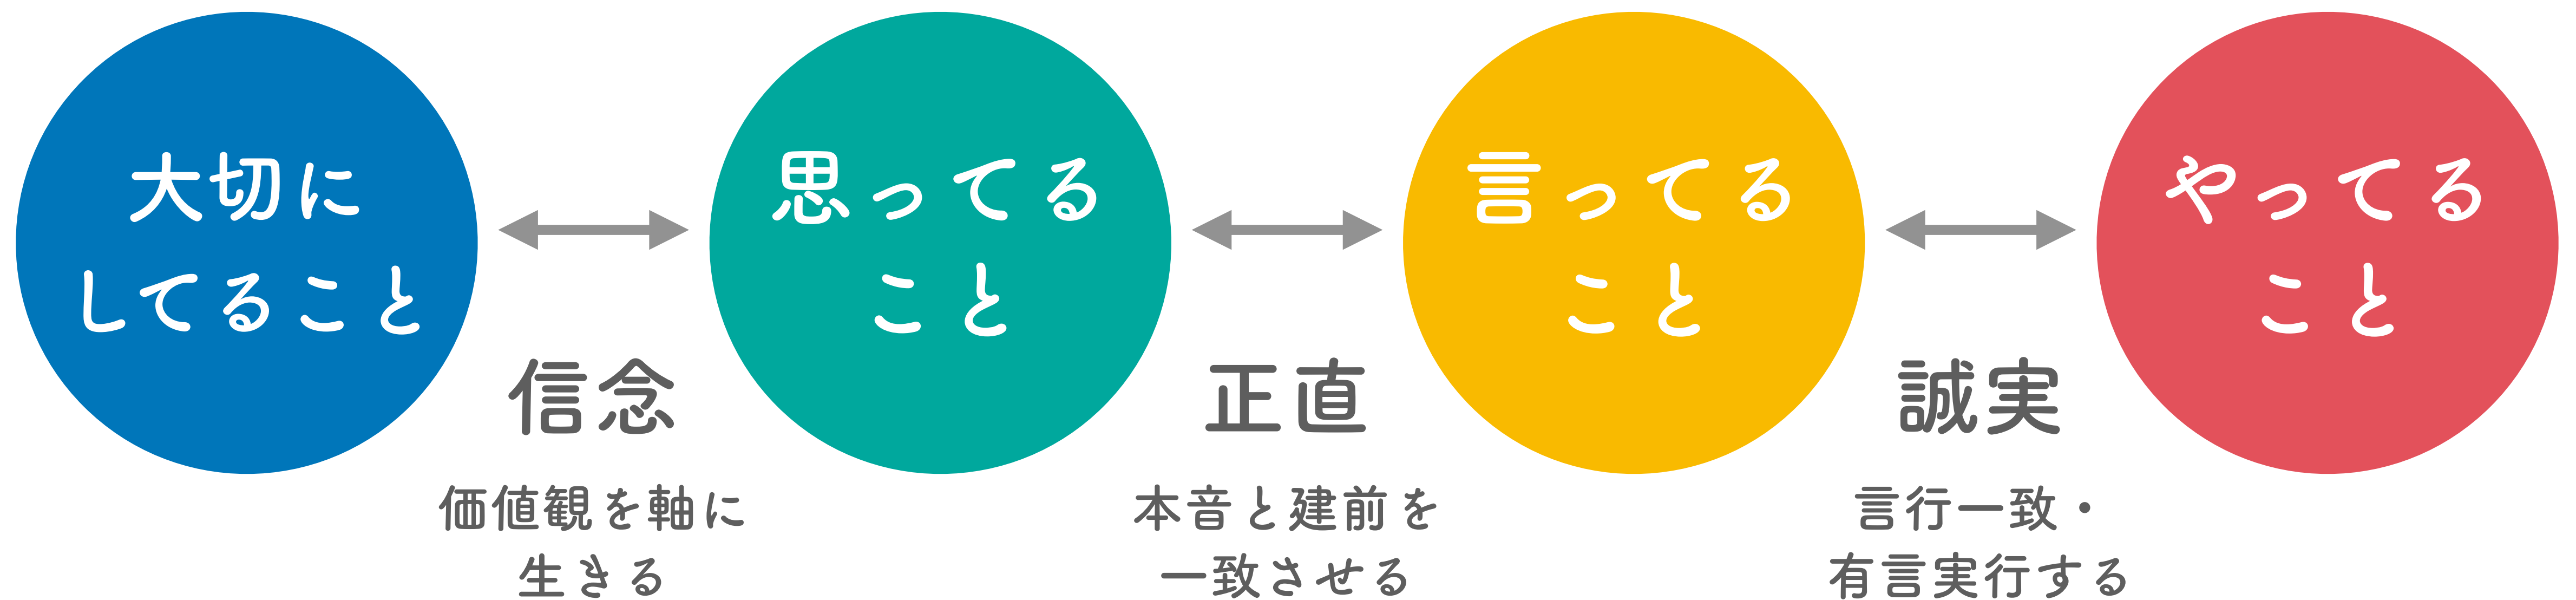 大切に
してること
思ってる
こと
言ってる
こと
やってる
こと
信念
価値観を軸に
生きる
正直
本音と建前を
一致させる
誠実
言行一致・
有言実行する